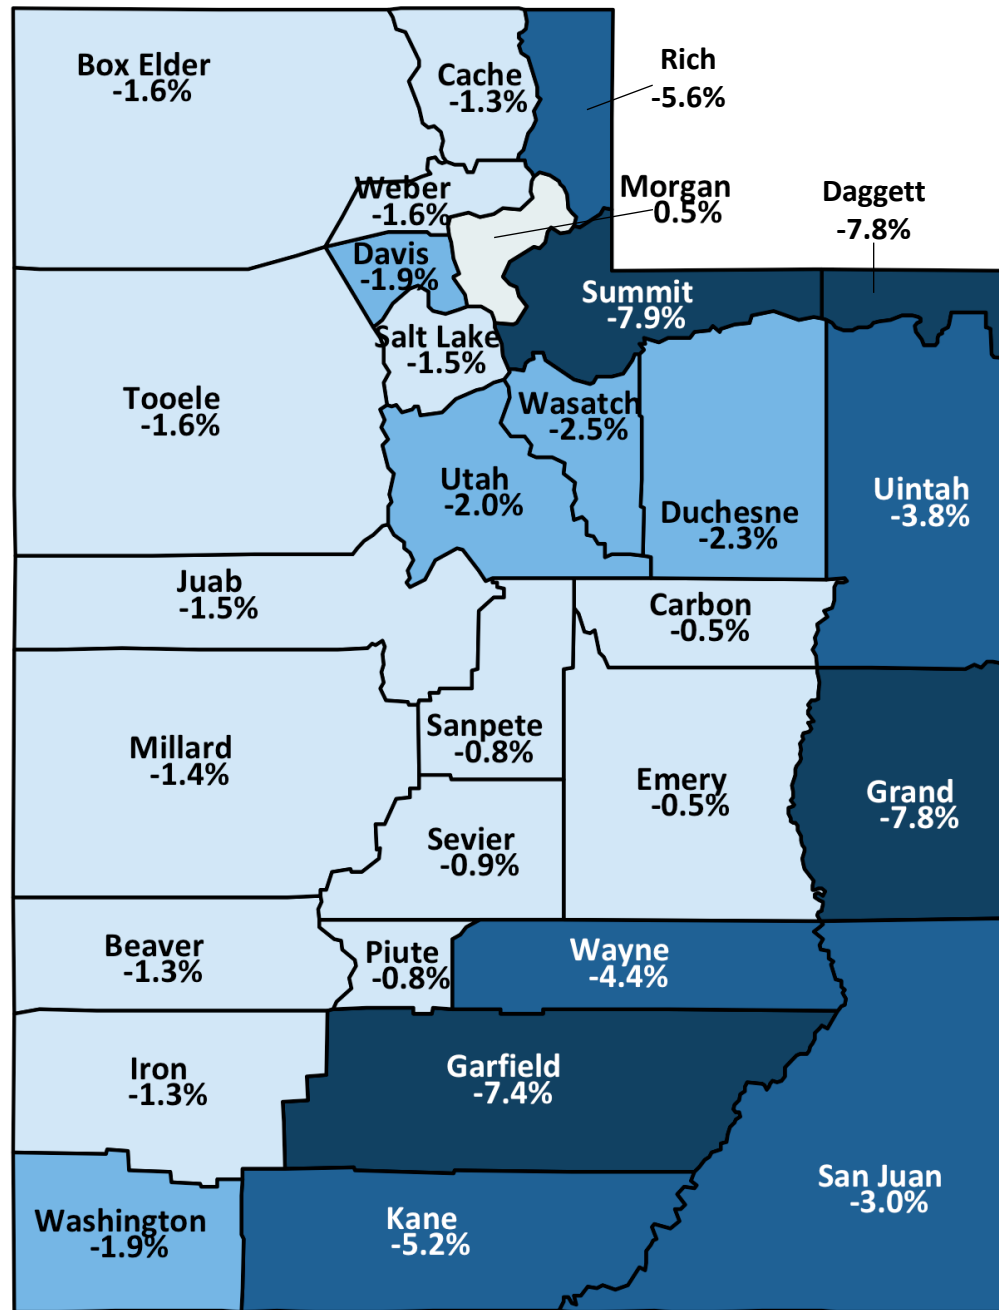 Box Elder
-1.6%
Cache
-1.3%
Rich
-5.6%
Weber
-1.6%
Morgan
0.5%
Daggett
-7.8%
Davis
-1.9%
Summit
-7.9%
Salt Lake
-1.5%
Tooele
-1.6%
Wasatch
-2.5%
Utah
-2.0%
Duchesne
-2.3%
Uintah
-3.8%
Juab
-1.5%
Carbon
-0.5%
Sanpete
-0.8%
Millard
-1.4%
Emery
-0.5%
Grand
-7.8%
Sevier
-0.9%
Beaver
-1.3%
Piute
-0.8%
Wayne
-4.4%
Iron
-1.3%
Garfield
-7.4%
San Juan
-3.0%
Washington
-1.9%
Kane
-5.2%